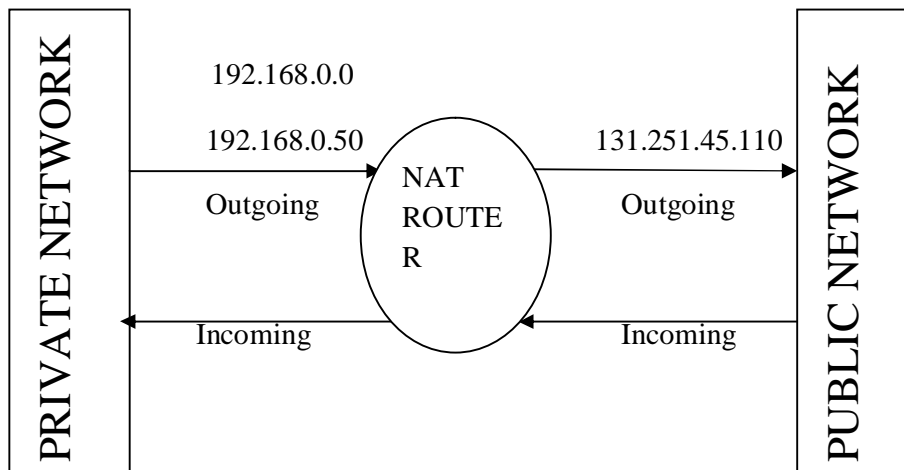 PRIVATE NETWORK
192.168.0.0
192.168.0.50
Outgoing
Incoming
NAT
ROUTE
R
131.251.45.110
Outgoing
Incoming
PUBLIC NETWORK